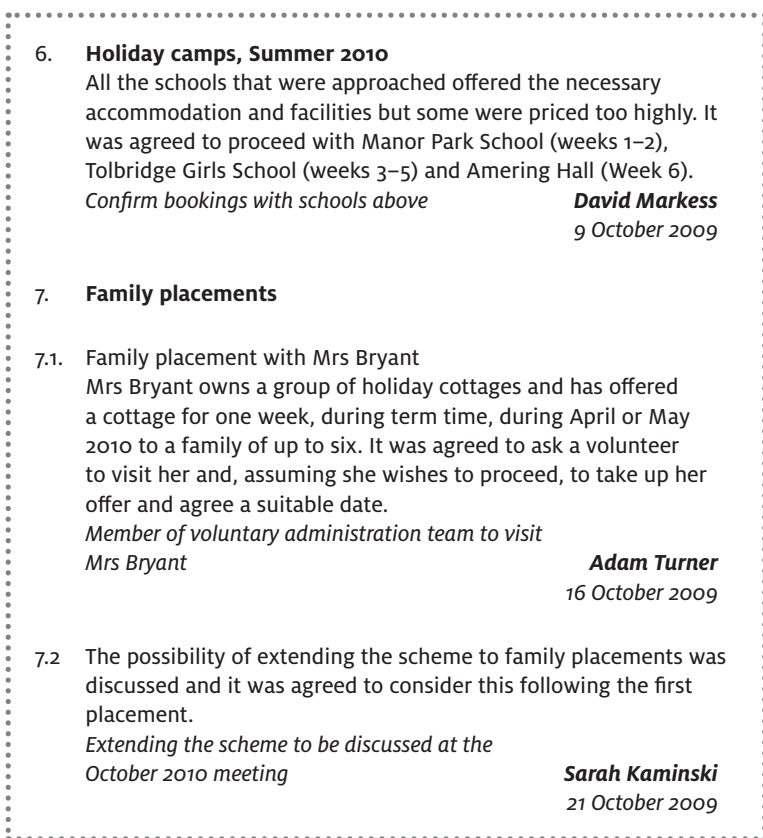 6. Holiday camps, Summer 2010
All the schools that were approached offered the necessary
accommodation and facilities but some were priced too highly. It
was agreed to proceed with Manor Park School (weeks 1–2),
Tolbridge Girls School (weeks 3–5) and Amering Hall (Week 6).
Confirm bookings with schools above David Markess
9 October 2009
7. Family placements
7.1. Family placement with Mrs Bryant
Mrs Bryant owns a group of holiday cottages and has offered
a cottage for one week, during term time, during April or May
2010 to a family of up to six. It was agreed to ask a volunteer
to visit her and, assuming she wishes to proceed, to take up her
offer and agree a suitable date.
Member of voluntary administration team to visit
Mrs Bryant Adam Turner
16 October 2009
7.2 The possibility of extending the scheme to family placements was
discussed and it was agreed to consider this following the first
placement.
Extending the scheme to be discussed at the
October 2010 meeting Sarah Kaminski
21 October 2009